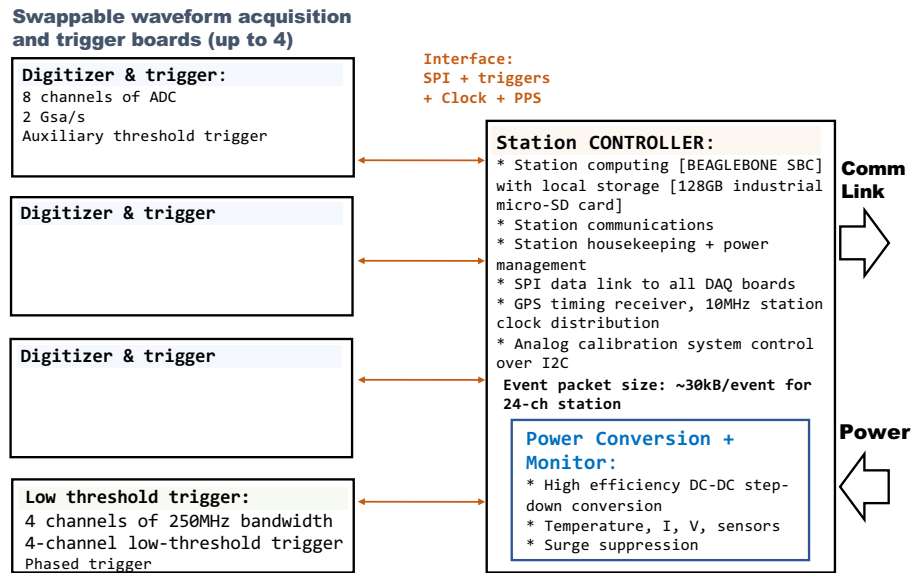 Swappable waveform acquisition
and trigger boards (up to 4)
Digitizer & trigger:
8 channels of ADC
2 Gsa/s
Auxiliary threshold trigger
Digitizer & trigger
Digitizer & trigger
Low threshold trigger:
4 channels of 250MHz bandwidth
4-channel low-threshold trigger
Phased trigger
Interface:
SPI + triggers
+ Clock + PPS
Station CONTROLLER:
* Station computing [BEAGLEBONE SBC]
with local storage [128GB industrial
micro-SD card]
* Station communications
* Station housekeeping + power
management
* SPI data link to all DAQ boards
* GPS timing receiver, 10MHz station
clock distribution
* Analog calibration system control
over I2C
Event packet size: ~30kB/event for
24-ch station
Power Conversion +
Monitor:
* High efficiency DC-DC step-
down conversion
* Temperature, I, V, sensors
* Surge suppression
Comm
Link
Power